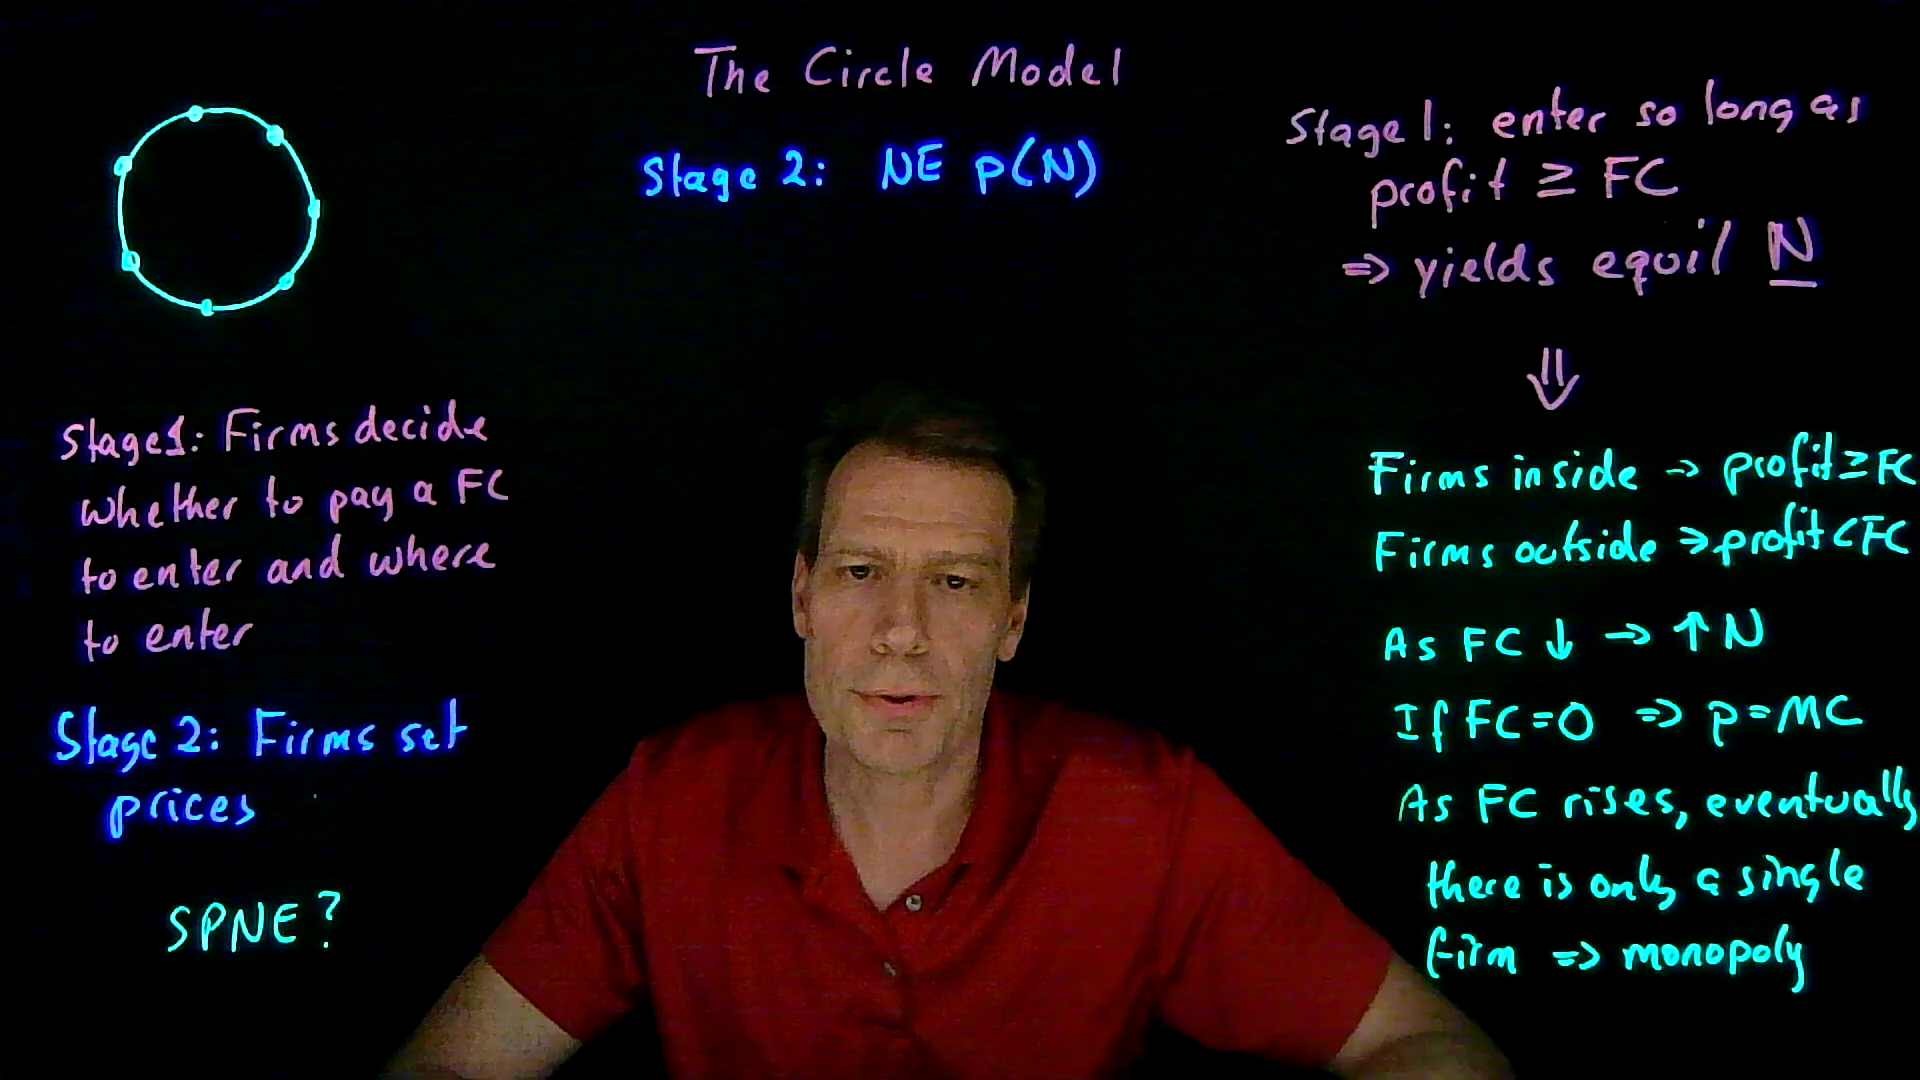 The Circle Model
Stage 2: NE p(N)
Stage 1: Firms decide
whether to pay a FC
to enter and where
to enter
Stage 2: Firms set
prices
SPNE?
Stage 1: enter so long as
profit ≥ FC
⇒ yields equil N
⇓
Firms inside → profit ≥ FC
Firms outside ⇒ profit < FC
As FC ↓ → ↑ N
If FC = 0 ⇒ p = MC
As FC rises, eventually
there is only a single
firm ⇒ monopoly